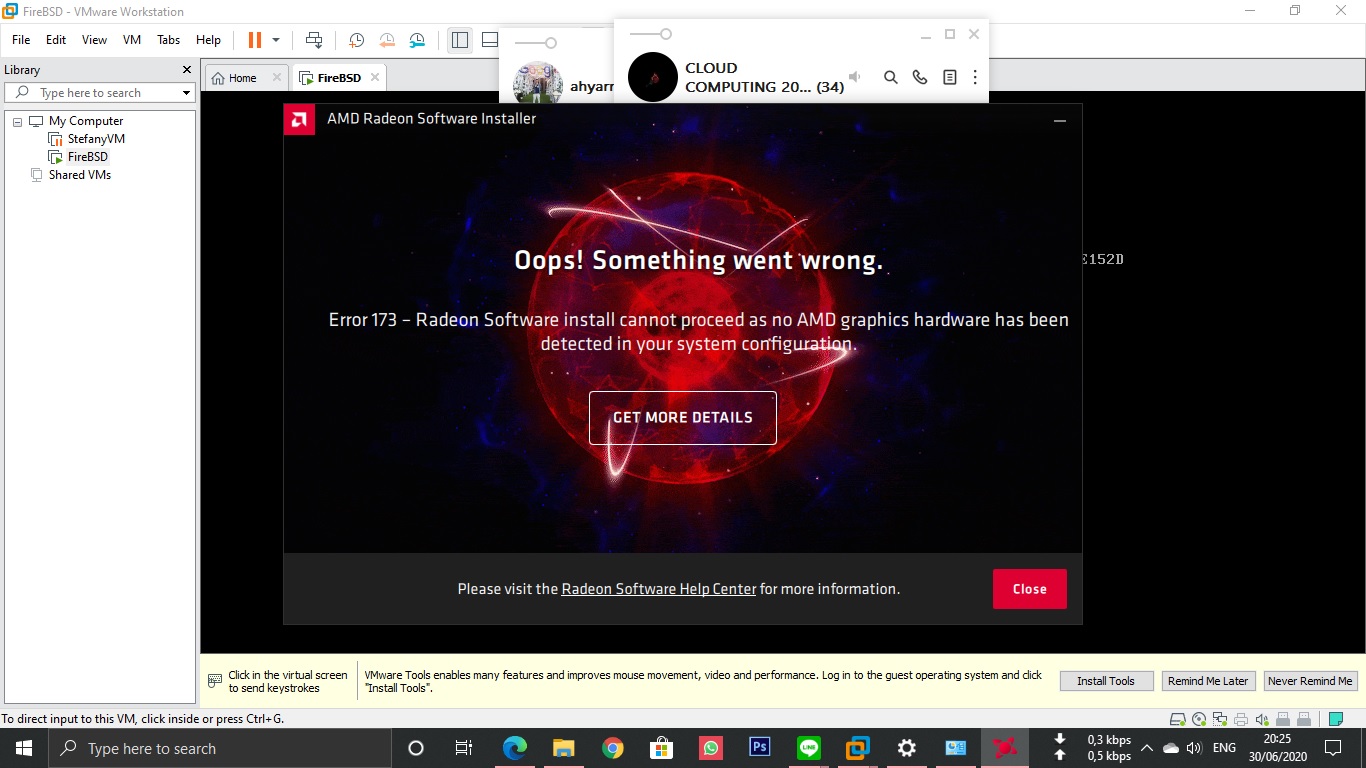 FireBSD - VMware Workstation
File Edit View VM Tabs Help
Library
Type here to search
My Computer
StefanyVM
FireBSD
Shared VMs
Home
FireBSD
CLOUD
COMPUTING 20... (34)
AMD Radeon Software Installer
Oops! Something went wrong.
Error 173 – Radeon Software install cannot proceed as no AMD graphics hardware has been
detected in your system configuration.
GET MORE DETAILS
Please visit the Radeon Software Help Center for more information.
Close
Click in the virtual screen
to send keystrokes
VMware Tools enables many features and improves mouse movement, video and performance. Log in to the guest operating system and click
"Install Tools".
Install Tools
Remind Me Later
Never Remind Me
To direct input to this VM, click inside or press Ctrl+G.
Type here to search
Ps
LINE
0,3 kbps
0,5 kbps
ENG
20:25
30/06/2020